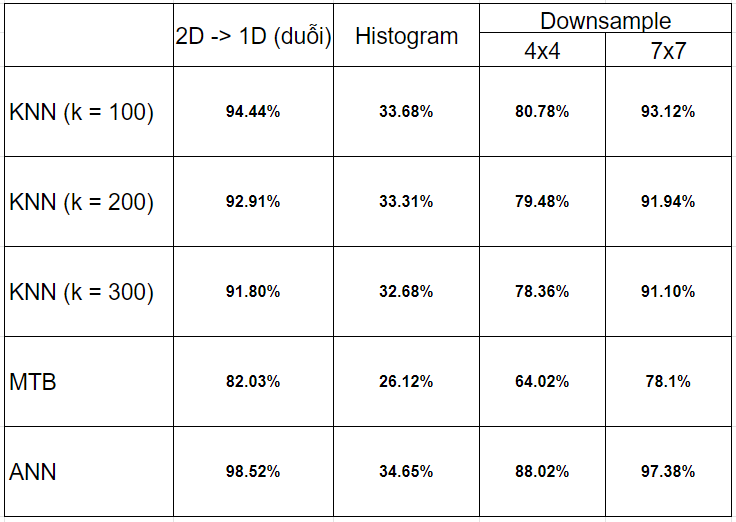 2D -> 1D (duỗi) Histogram Downsample
4x4 7x7
KNN (k = 100) 94.44% 33.68% 80.78% 93.12%
KNN (k = 200) 92.91% 33.31% 79.48% 91.94%
KNN (k = 300) 91.80% 32.68% 78.36% 91.10%
MTB 82.03% 26.12% 64.02% 78.1%
ANN 98.52% 34.65% 88.02% 97.38%